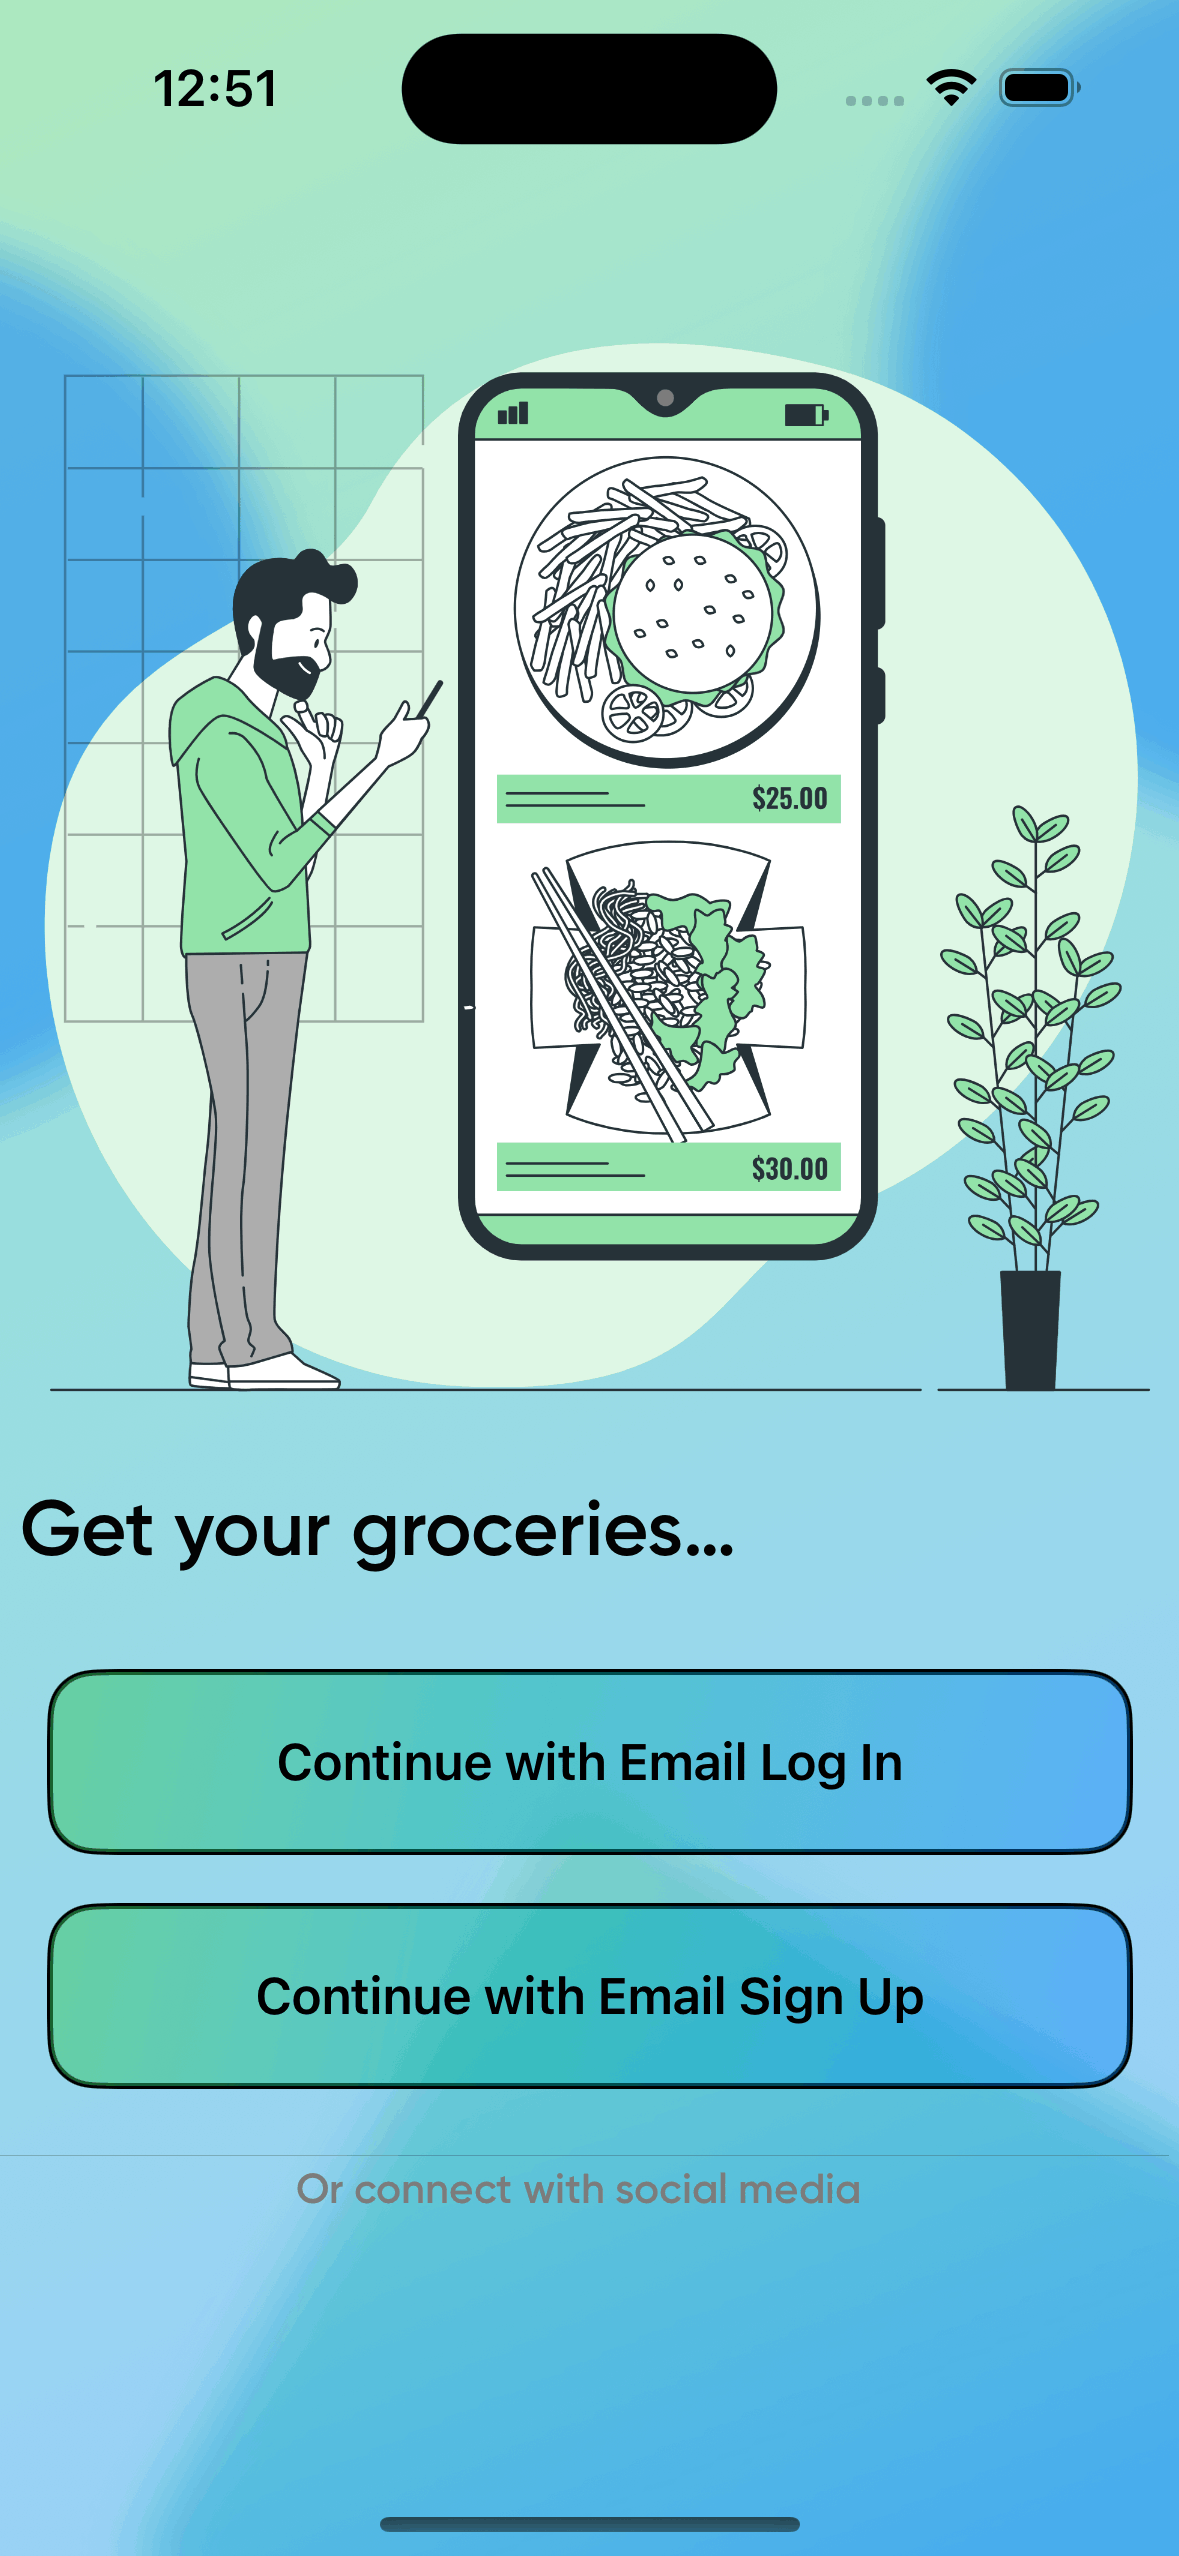 12:51
$25.00
$30.00
Get your groceries...
Continue with Email Log In
Continue with Email Sign Up
Or connect with social media